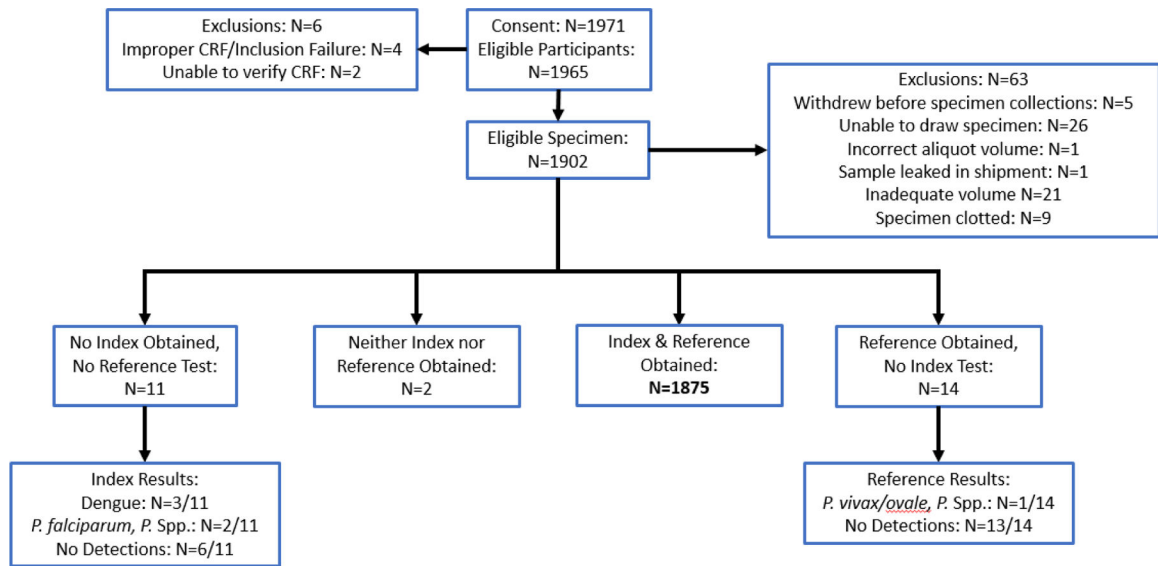 Exclusions: N=6
Improper CRF/Inclusion Failure: N=4
Unable to verify CRF: N=2
Consent: N=1971
Eligible Participants:
N=1965
Exclusions: N=63
Withdrew before specimen collections: N=5
Unable to draw specimen: N=26
Incorrect aliquot volume: N=1
Sample leaked in shipment: N=1
Inadequate volume N=21
Specimen clotted: N=9
Eligible Specimen:
N=1902
No Index Obtained,
No Reference Test:
N=11
Neither Index nor
Reference Obtained:
N=2
Index & Reference
Obtained:
N=1875
Reference Obtained,
No Index Test:
N=14
Index Results:
Dengue: N=3/11
P. falciparum, P. Spp.: N=2/11
No Detections: N=6/11
Reference Results:
P. vivax/ovale, P. Spp.: N=1/14
No Detections: N=13/14